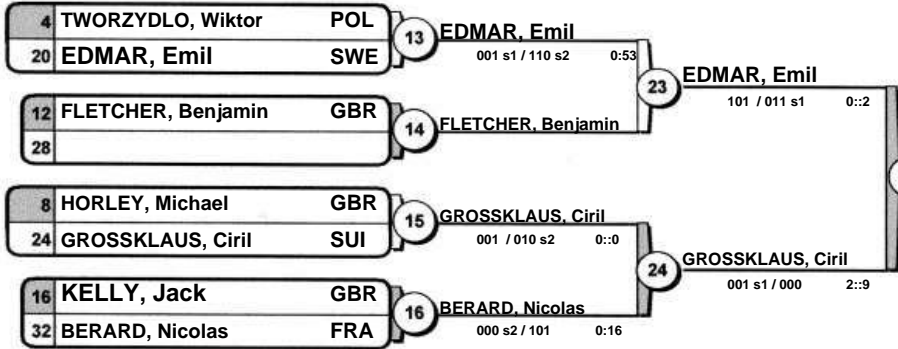 4 TWORZYDLO, Wiktor POL
20 EDMAR, Emil SWE
13
EDMAR, Emil
001 s1 / 110 s2 0:53
12 FLETCHER, Benjamin GBR
28
14
FLETCHER, Benjamin
23
EDMAR, Emil
101 / 011 s1 0::2
8 HORLEY, Michael GBR
24 GROSSKLAUS, Ciril SUI
15
GROSSKLAUS, Ciril
001 / 010 s2 0::0
16 KELLY, Jack GBR
32 BERARD, Nicolas FRA
16
BERARD, Nicolas
000 s2 / 101 0:16
24
GROSSKLAUS, Ciril
001 s1 / 000 2::9